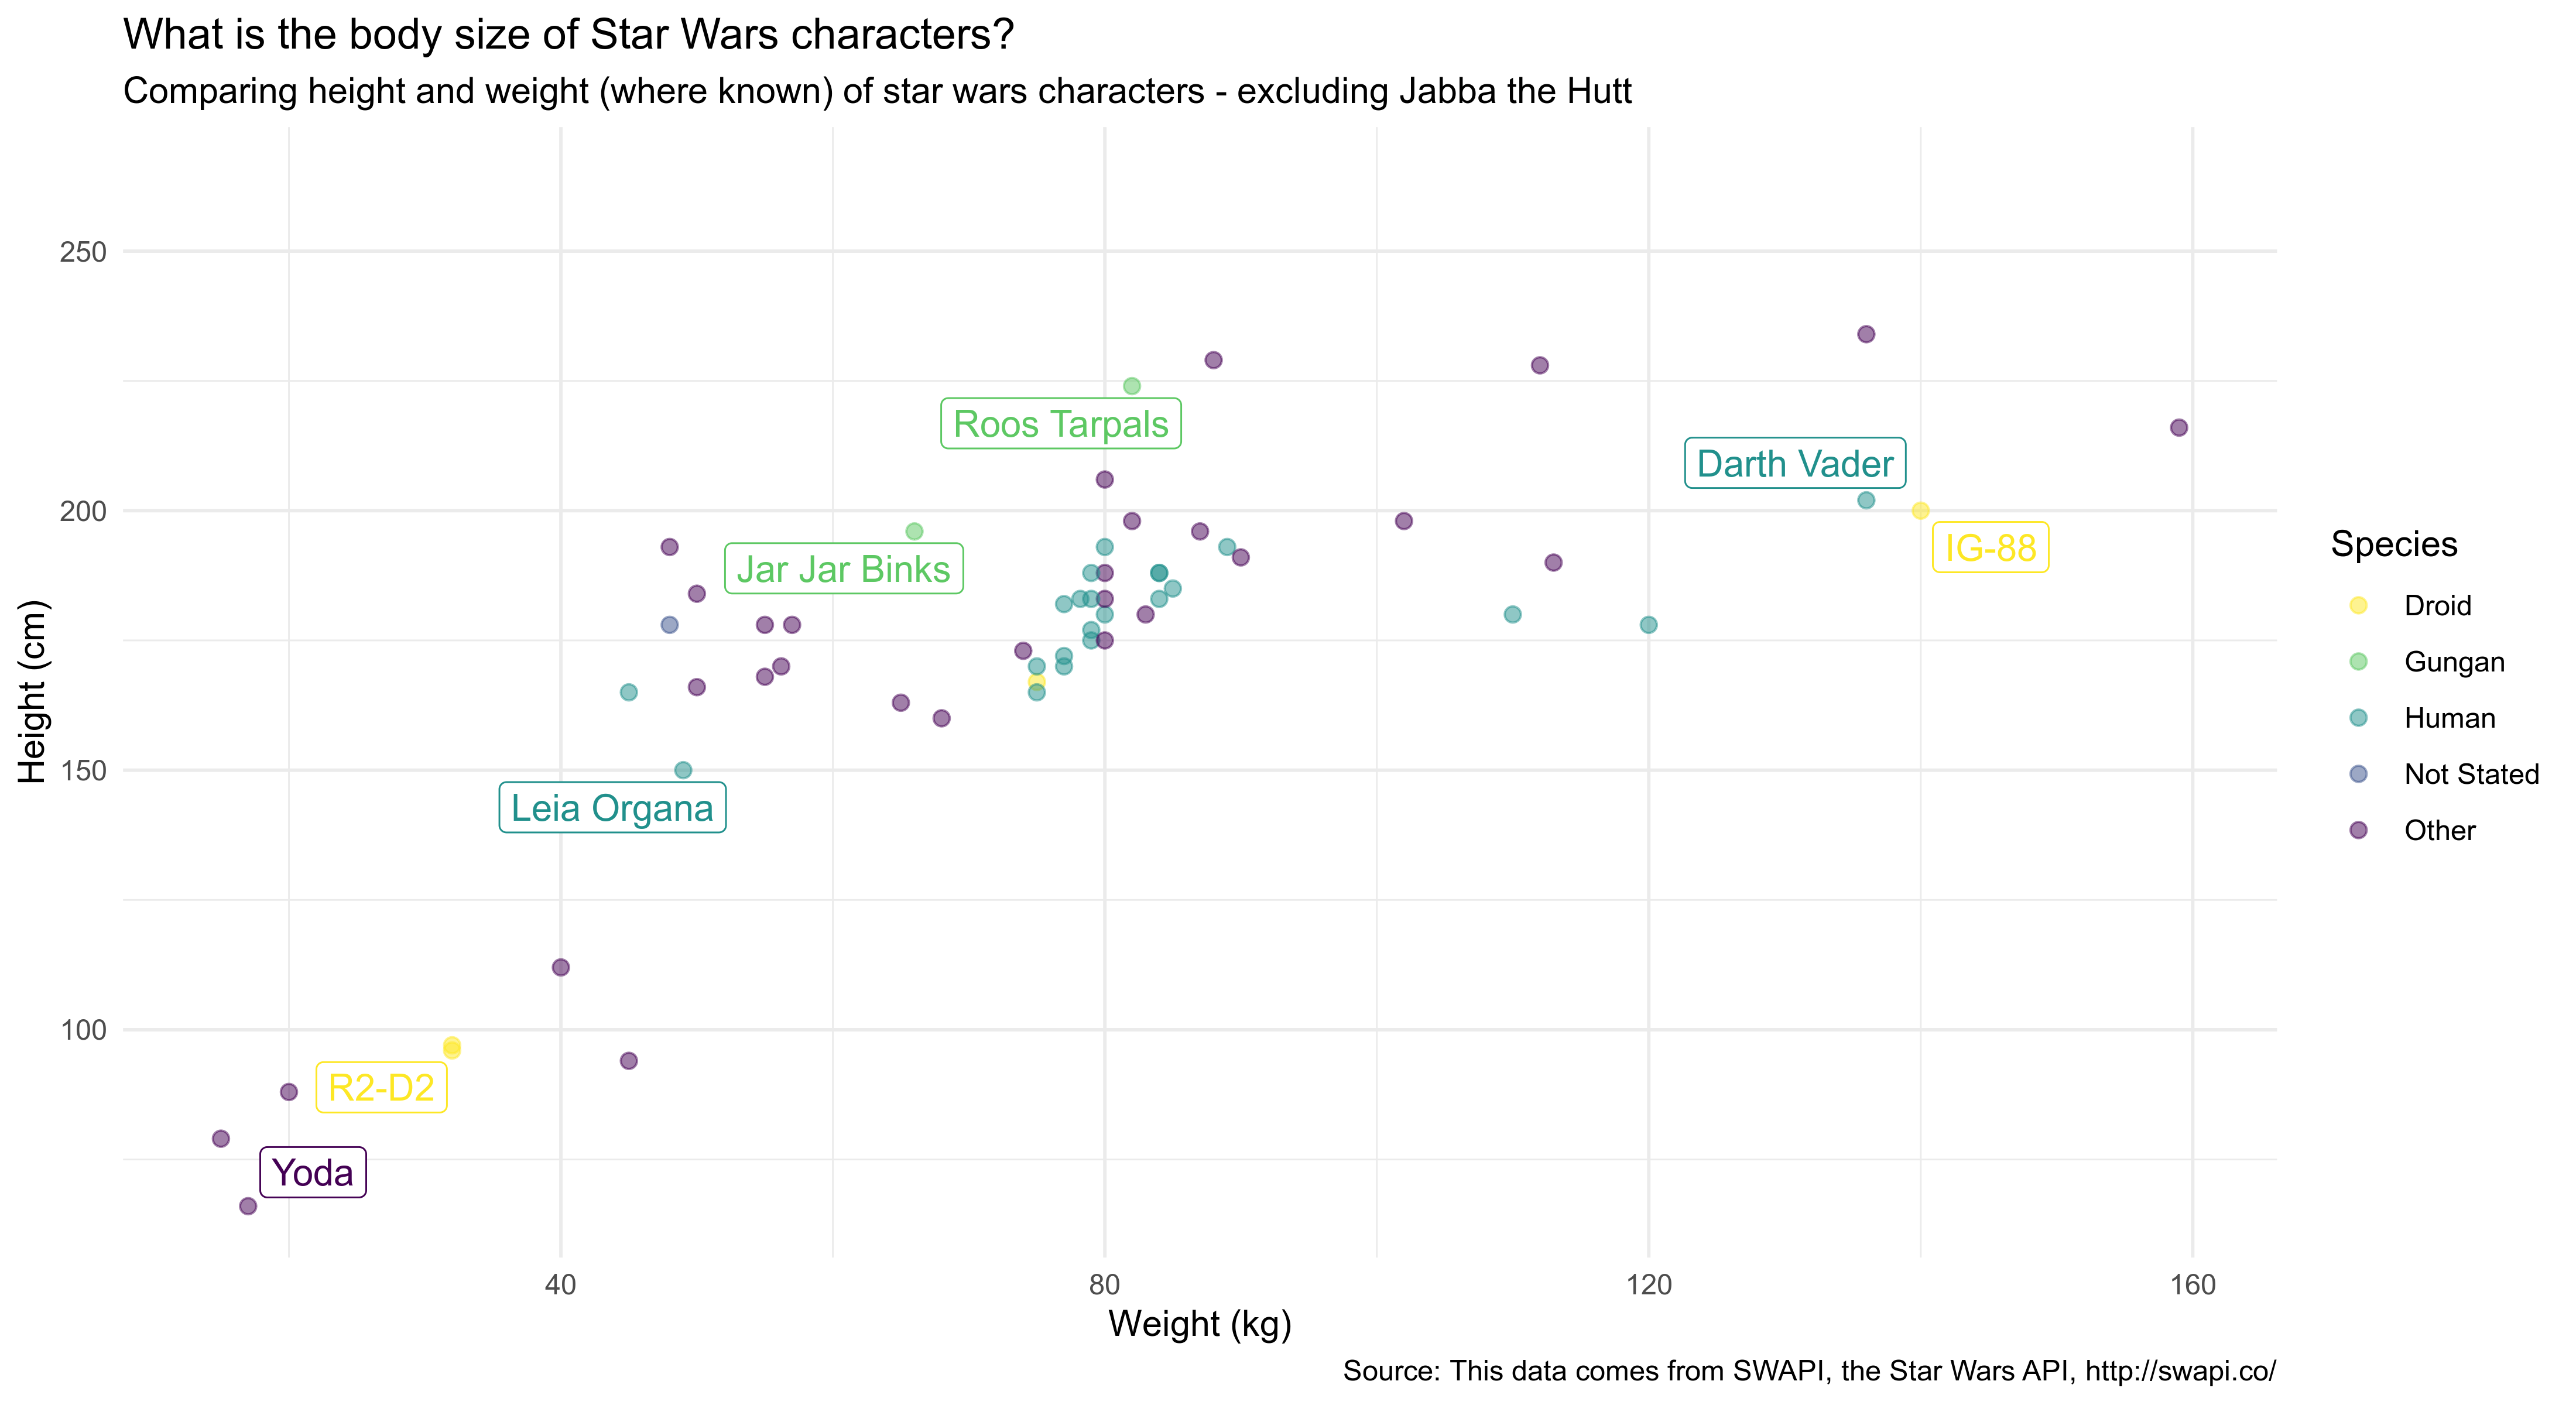 What is the body size of Star Wars characters?
Comparing height and weight (where known) of star wars characters - excluding Jabba the Hutt
250
200
150
100
Height (cm)
Roos Tarpals
Darth Vader
IG-88
Jar Jar Binks
Leia Organa
R2-D2
Yoda
Species
Droid
Gungan
Human
Not Stated
Other
40
80
120
160
Weight (kg)
Source: This data comes from SWAPI, the Star Wars API, http://swapi.co/